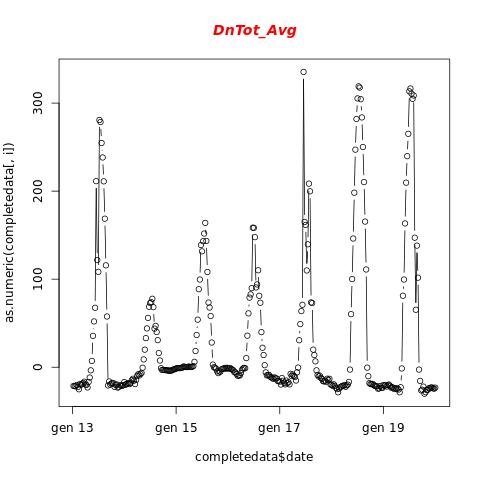 DnTot_Avg
as.numeric(completedata[, i])
300
200
100
0
gen 13
gen 15
gen 17
gen 19
completedata$date